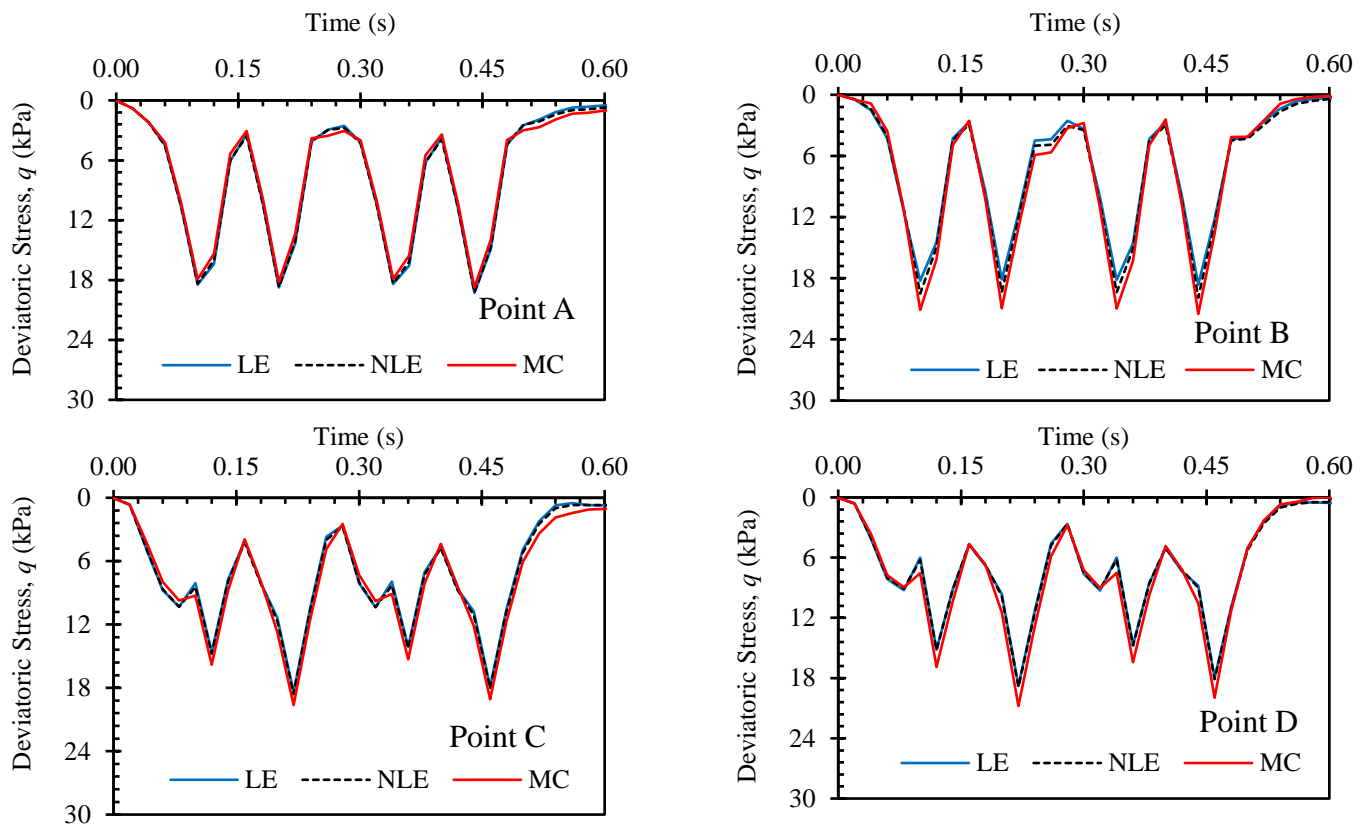 Time (s)
0.00 0.15 0.30 0.45 0.60
Deviatoric Stress, q (kPa)
0
6
12
18
24
30
Point A
LE NLE MC
Time (s)
0.00 0.15 0.30 0.45 0.60
Deviatoric Stress, q (kPa)
0
6
12
18
24
30
Point B
LE NLE MC
Time (s)
0.00 0.15 0.30 0.45 0.60
Deviatoric Stress, q (kPa)
0
6
12
18
24
30
Point C
LE NLE MC
Time (s)
0.00 0.15 0.30 0.45 0.60
Deviatoric Stress, q (kPa)
0
6
12
18
24
30
Point D
LE NLE MC